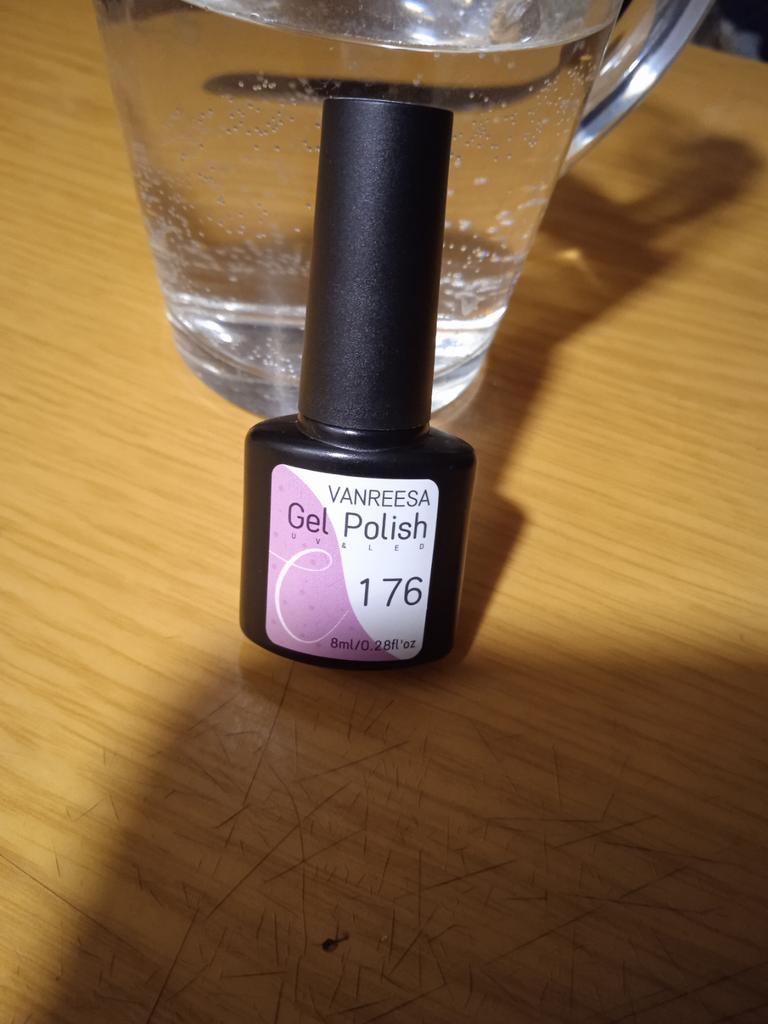 VANREESA
Gel Polish
UV & LED
176
8ml/0.28fl'oz